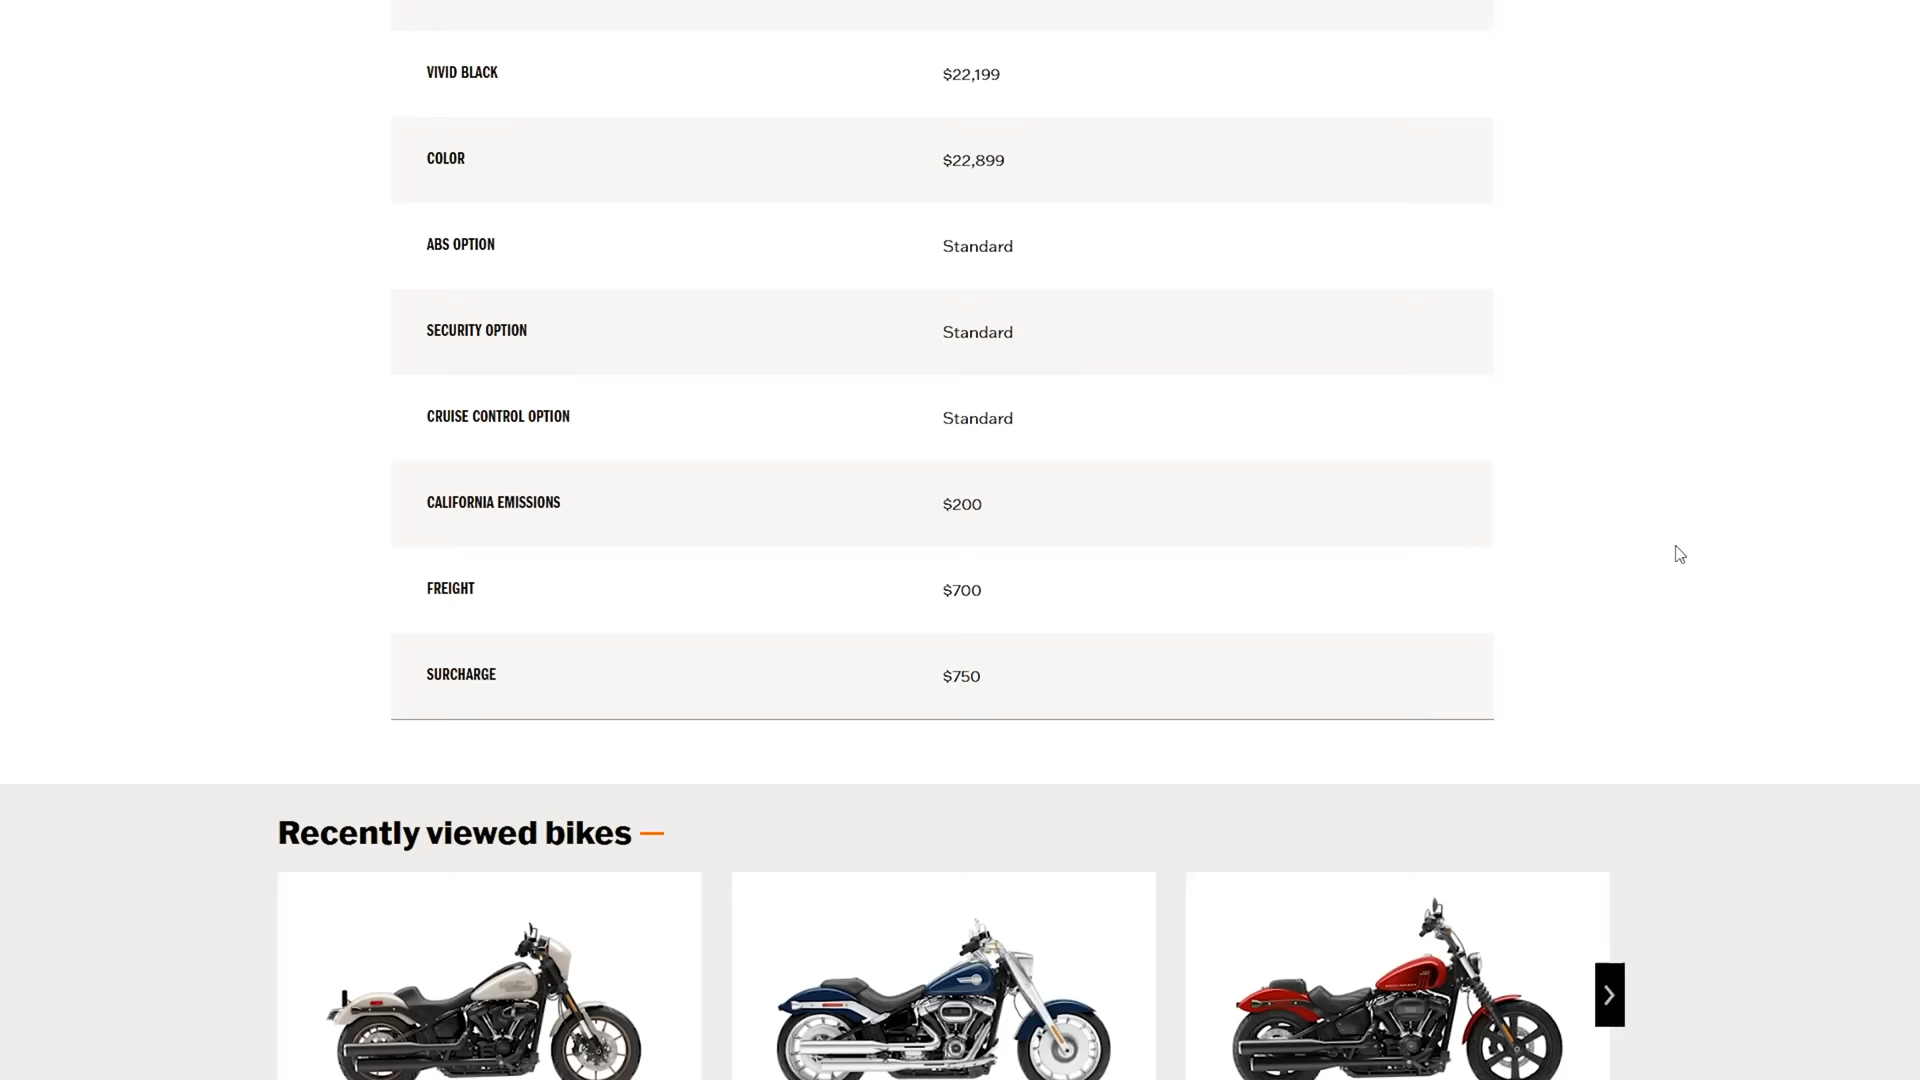 VIVID BLACK $22,199
COLOR $22,899
ABS OPTION Standard
SECURITY OPTION Standard
CRUISE CONTROL OPTION Standard
CALIFORNIA EMISSIONS $200
FREIGHT $700
SURCHARGE $750
Recently viewed bikes